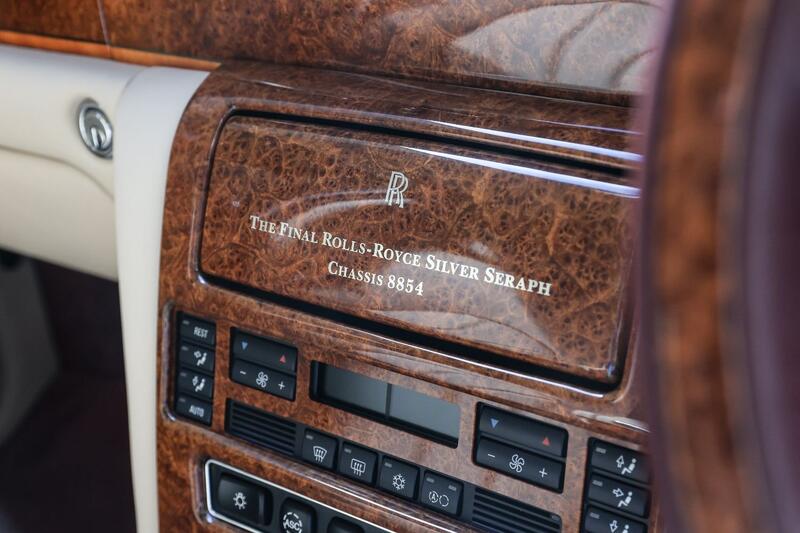 RR
THE FINAL ROLLS-ROYCE SILVER SERAPH
CHASSIS 8854
REST
AUTO
- +
- +
A
ASC